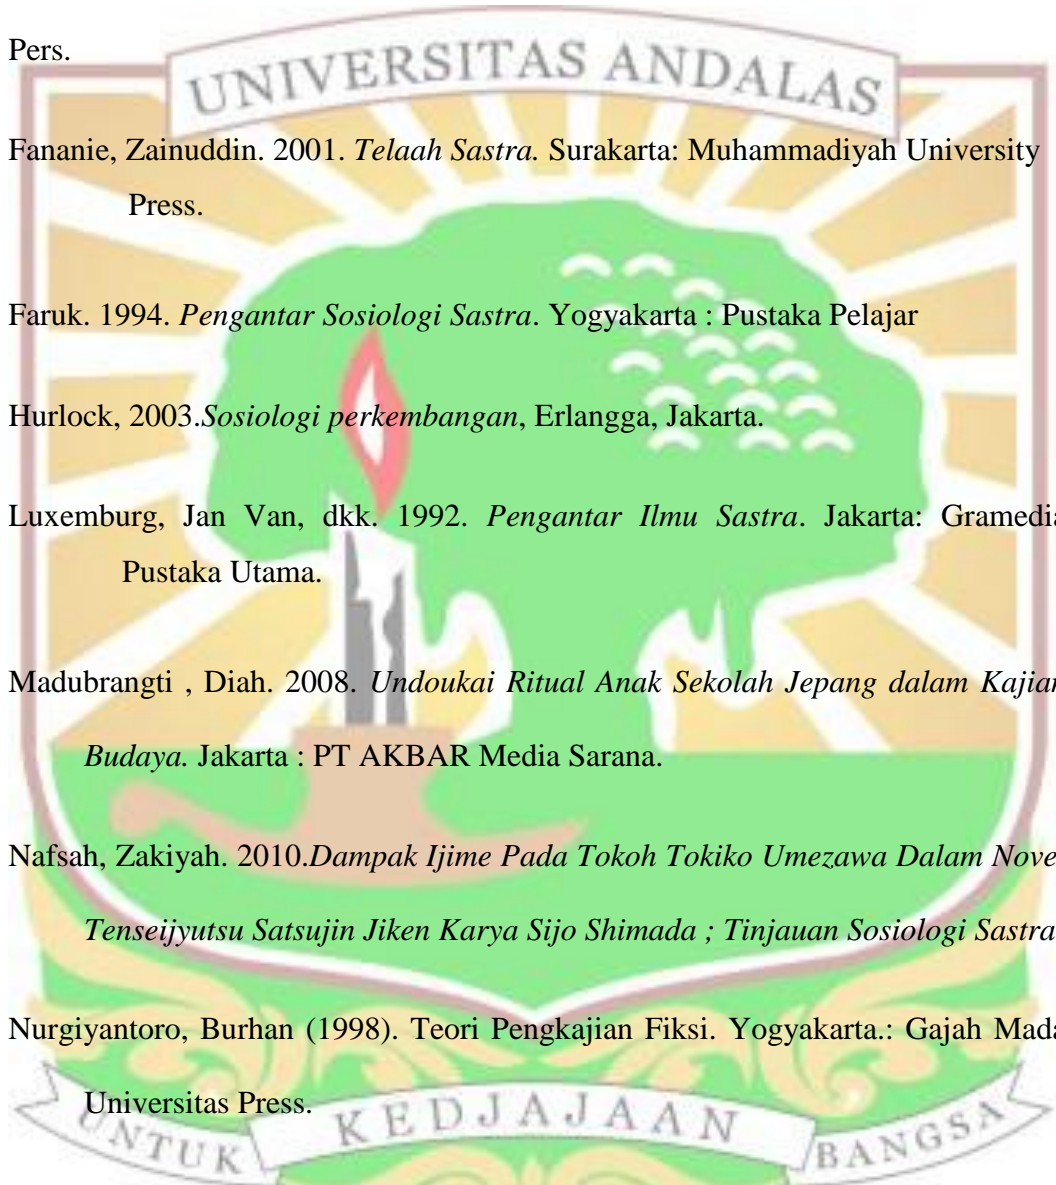 Pers.
UNIVERSITAS ANDALAS
Fananie, Zainuddin. 2001. Telaah Sastra. Surakarta: Muhammadiyah University
Press.
Faruk. 1994. Pengantar Sosiologi Sastra. Yogyakarta : Pustaka Pelajar
Hurlock, 2003.Sosiologi perkembangan, Erlangga, Jakarta.
Luxemburg, Jan Van, dkk. 1992. Pengantar Ilmu Sastra. Jakarta: Gramedia
Pustaka Utama.
Madubrangti , Diah. 2008. Undoukai Ritual Anak Sekolah Jepang dalam Kajian
Budaya. Jakarta : PT AKBAR Media Sarana.
Nafsah, Zakiyah. 2010.Dampak Ijime Pada Tokoh Tokiko Umezawa Dalam Nove
Tenseijyutsu Satsujin Jiken Karya Sijo Shimada ; Tinjauan Sosiologi Sastra
Nurgiyantoro, Burhan (1998). Teori Pengkajian Fiksi. Yogyakarta.: Gajah Mada
Universitas Press.
UNTUK KEDJAJAAN BANGSA